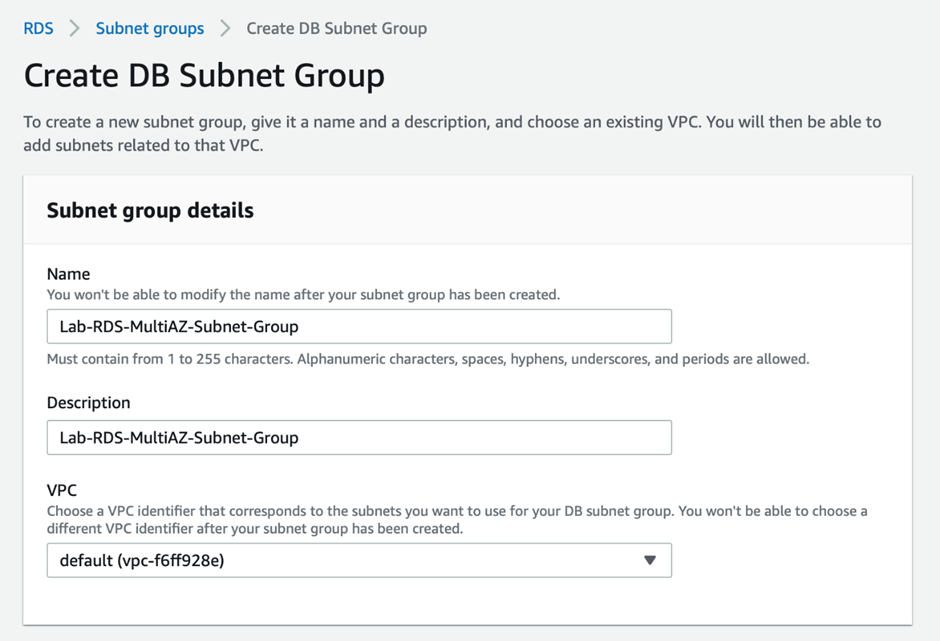 RDS > Subnet groups > Create DB Subnet Group
Create DB Subnet Group
To create a new subnet group, give it a name and a description, and choose an existing VPC. You will then be able to
add subnets related to that VPC.
Subnet group details
Name
You won't be able to modify the name after your subnet group has been created.
Lab-RDS-MultiAZ-Subnet-Group
Must contain from 1 to 255 characters. Alphanumeric characters, spaces, hyphens, underscores, and periods are allowed.
Description
Lab-RDS-MultiAZ-Subnet-Group
VPC
Choose a VPC identifier that corresponds to the subnets you want to use for your DB subnet group. You won't be able to choose a
different VPC identifier after your subnet group has been created.
default (vpc-f6ff928e)